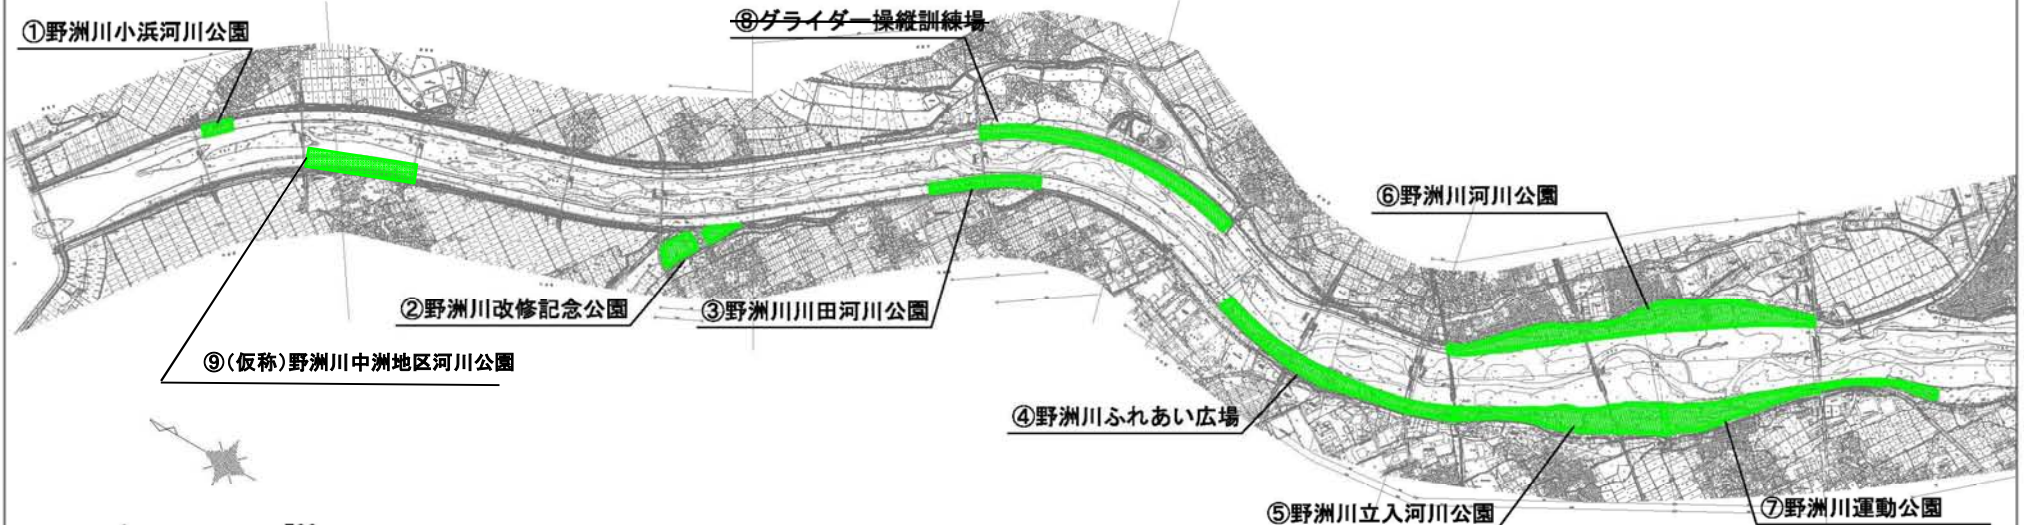 ①野洲川小浜河川公園
⑧グライダー操縦訓練場
⑥野洲川河川公園
②野洲川改修記念公園
③野洲川川田河川公園
⑨(仮称)野洲川中洲地区河川公園
④野洲川ふれあい広場
⑤野洲川立入河川公園
⑦野洲川運動公園